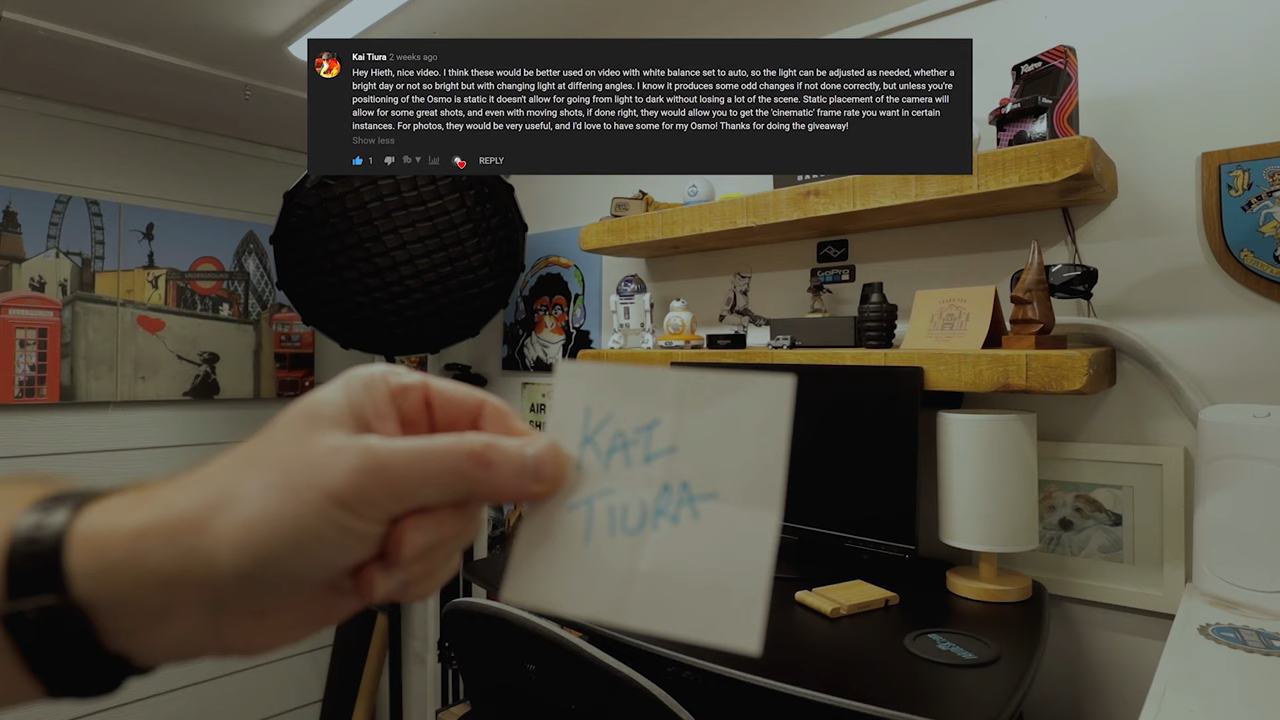 Kai Tiura 2 weeks ago
Hey Hieth, nice video. I think these would be better used on video with white balance set to auto, so the light can be adjusted as needed, whether a
bright day or not so bright but with changing light at differing angles. I know it produces some odd changes if not done correctly, but unless you're
positioning of the Osmo is static it doesn't allow for going from light to dark without losing a lot of the scene. Static placement of the camera will
allow for some great shots, and even with moving shots, if done right, they would allow you to get the 'cinematic' frame rate you want in certain
instances. For photos, they would be very useful, and I'd love to have some for my Osmo! Thanks for doing the giveaway!
Show less
1 REPLY
Retro
UNDERGROUND
TELEPHONE
GoPro
THANK YOU
AIR
KAI
TIURA